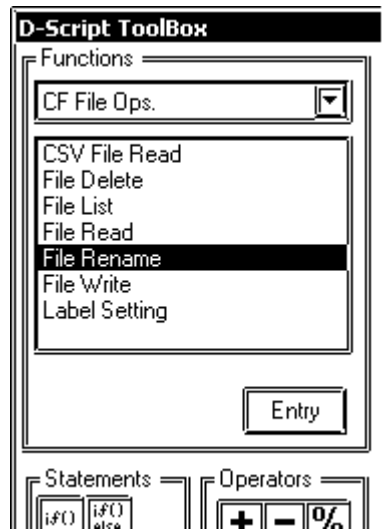 D-Script ToolBox
Functions
CF File Ops.
CSV File Read
File Delete
File List
File Read
File Rename
File Write
Label Setting
Entry
Statements Operators
if() if() + - %
else